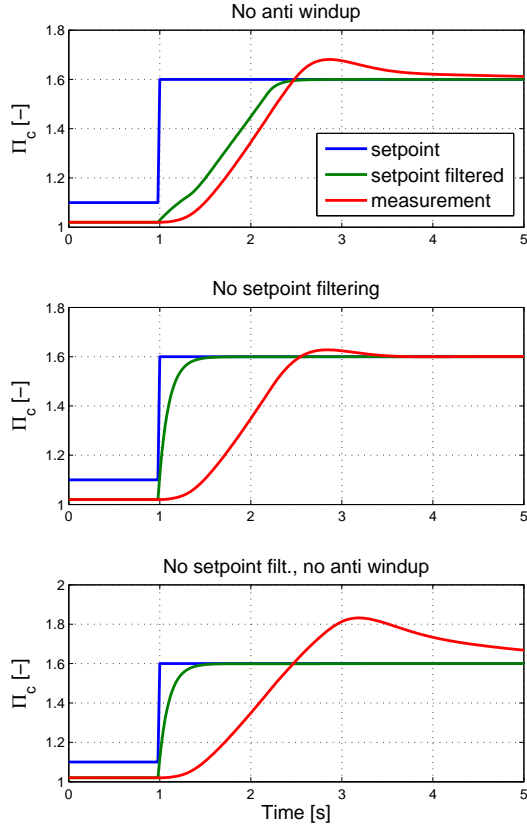 No anti windup
1.8
1.6
1.4
1.2
1
Π_c [−]
setpoint
setpoint filtered
measurement
0 1 2 3 4 5
No setpoint filtering
1.8
1.6
1.4
1.2
1
Π_c [−]
0 1 2 3 4 5
No setpoint filt., no anti windup
2
1.8
1.6
1.4
1.2
1
Π_c [−]
0 1 2 3 4 5
Time [s]